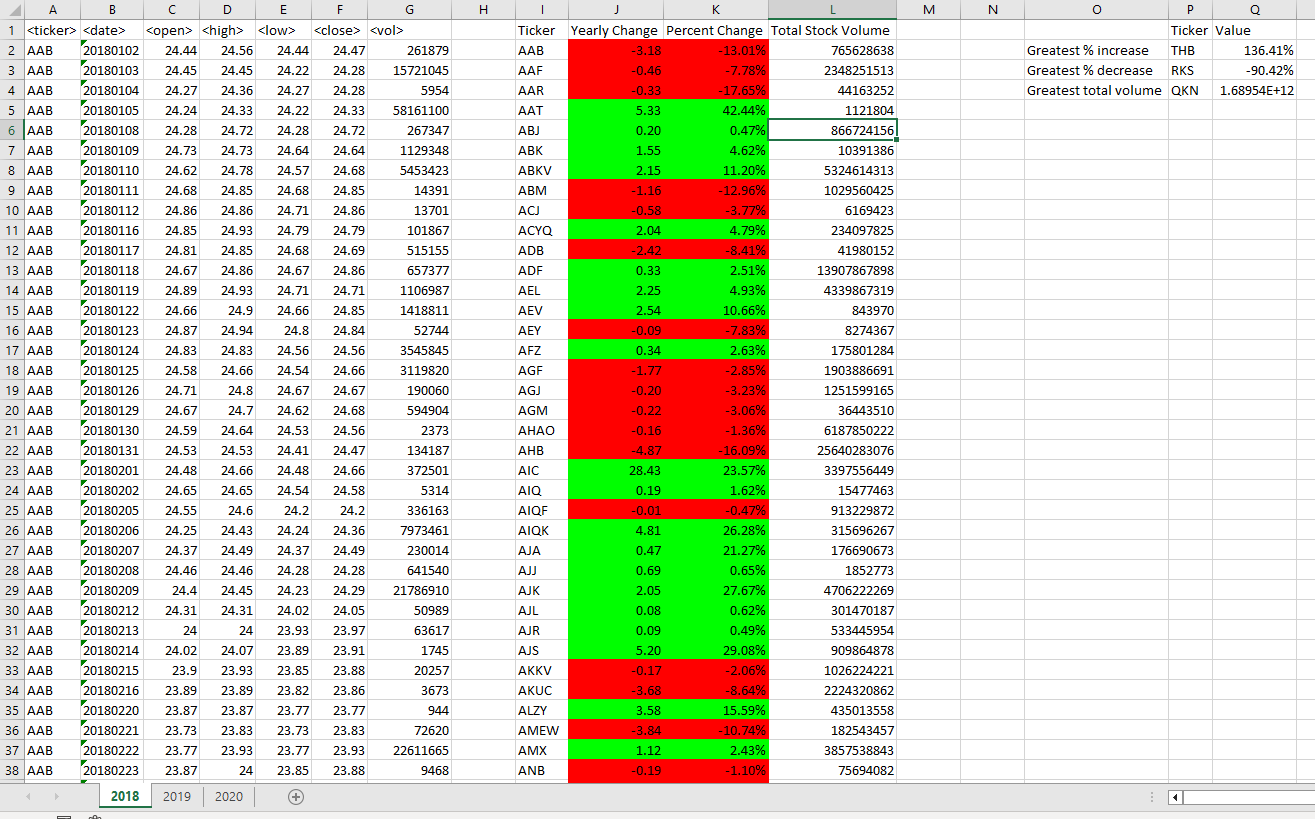 A B C D E F G H I J K L M N O P Q
1 <ticker> <date> <open> <high> <low> <close> <vol> Ticker Yearly Change Percent Change Total Stock Volume Ticker Value
2 AAB 20180102 24.44 24.56 24.44 24.47 261879 AAB -3.18 -13.01% 765628638 Greatest % increase THB 136.41%
3 AAB 20180103 24.45 24.45 24.22 24.28 15721045 AAF -0.46 -7.78% 2348251513 Greatest % decrease RKS -90.42%
4 AAB 20180104 24.27 24.36 24.27 24.28 5954 AAR -0.33 -17.65% 44163252 Greatest total volume QKN 1.68954E+12
5 AAB 20180105 24.24 24.33 24.22 24.33 58161100 AAT 5.33 42.44% 1121804
6 AAB 20180108 24.28 24.72 24.28 24.72 267347 ABJ 0.20 0.47% 866724156
7 AAB 20180109 24.73 24.73 24.64 24.64 1129348 ABK 1.55 4.62% 10391386
8 AAB 20180110 24.62 24.78 24.57 24.68 5453423 ABKV 2.15 11.20% 5324614313
9 AAB 20180111 24.68 24.85 24.68 24.85 14391 ABM -1.16 -12.96% 1029560425
10 AAB 20180112 24.86 24.86 24.71 24.86 13701 ACJ -0.58 -3.77% 6169423
11 AAB 20180116 24.85 24.93 24.79 24.79 101867 ACYQ 2.04 4.79% 234097825
12 AAB 20180117 24.81 24.85 24.68 24.69 515155 ADB -2.42 -8.41% 41980152
13 AAB 20180118 24.67 24.86 24.67 24.86 657377 ADF 0.33 2.51% 13907867898
14 AAB 20180119 24.89 24.93 24.71 24.71 1106987 AEL 2.25 4.93% 4339867319
15 AAB 20180122 24.66 24.9 24.66 24.85 1418811 AEV 2.54 10.66% 843970
16 AAB 20180123 24.87 24.94 24.8 24.84 52744 AEY -0.09 -7.83% 8274367
17 AAB 20180124 24.83 24.83 24.56 24.56 3545845 AFZ 0.34 2.63% 175801284
18 AAB 20180125 24.58 24.66 24.54 24.66 3119820 AGF -1.77 -2.85% 1903886691
19 AAB 20180126 24.71 24.8 24.67 24.67 190060 AGJ -0.20 -3.23% 1251599165
20 AAB 20180129 24.67 24.7 24.62 24.68 594904 AGM -0.22 -3.06% 36443510
21 AAB 20180130 24.59 24.64 24.53 24.56 2373 AHAO -0.16 -1.36% 6187850222
22 AAB 20180131 24.53 24.53 24.41 24.47 134187 AHB -4.87 -16.09% 25640283076
23 AAB 20180201 24.48 24.66 24.48 24.66 372501 AIC 28.43 23.57% 3397556449
24 AAB 20180202 24.65 24.65 24.54 24.58 5314 AIQ 0.19 1.62% 15477463
25 AAB 20180205 24.55 24.6 24.2 24.2 336163 AIQF -0.01 -0.47% 913229872
26 AAB 20180206 24.25 24.43 24.24 24.36 7973461 AIQK 4.81 26.28% 315696267
27 AAB 20180207 24.37 24.49 24.37 24.49 230014 AJA 0.47 21.27% 176690673
28 AAB 20180208 24.46 24.46 24.28 24.28 641540 AJJ 0.69 0.65% 1852773
29 AAB 20180209 24.4 24.45 24.23 24.29 21786910 AJK 2.05 27.67% 4706222269
30 AAB 20180212 24.31 24.31 24.02 24.05 50989 AJL 0.08 0.62% 301470187
31 AAB 20180213 24 24 23.93 23.97 63617 AJR 0.09 0.49% 533445954
32 AAB 20180214 24.02 24.07 23.89 23.91 1745 AJS 5.20 29.08% 909864878
33 AAB 20180215 23.9 23.93 23.85 23.88 20257 AKKV -0.17 -2.06% 1026224221
34 AAB 20180216 23.89 23.89 23.82 23.86 3673 AKUC -3.68 -8.64% 2224320862
35 AAB 20180220 23.87 23.87 23.77 23.77 944 ALZY 3.58 15.59% 435013558
36 AAB 20180221 23.73 23.83 23.73 23.83 72620 AMEW -3.84 -10.74% 182543457
37 AAB 20180222 23.77 23.93 23.77 23.93 22611665 AMX 1.12 2.43% 3857538843
38 AAB 20180223 23.87 24 23.85 23.88 9468 ANB -0.19 -1.10% 75694082
2018 2019 2020